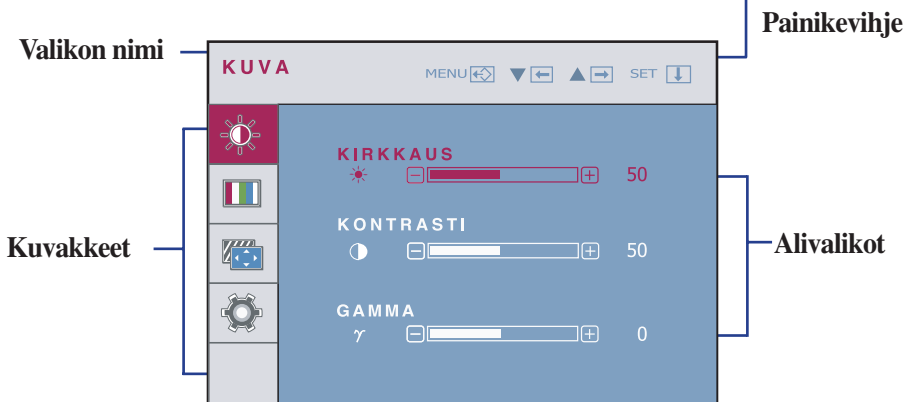 Painikevihje
Valikon nimi
KUVA
MENU SET
KIRKKAUS
50
Kuvakkeet
KONTRASTI
50
Alivalikot
GAMMA
γ 0